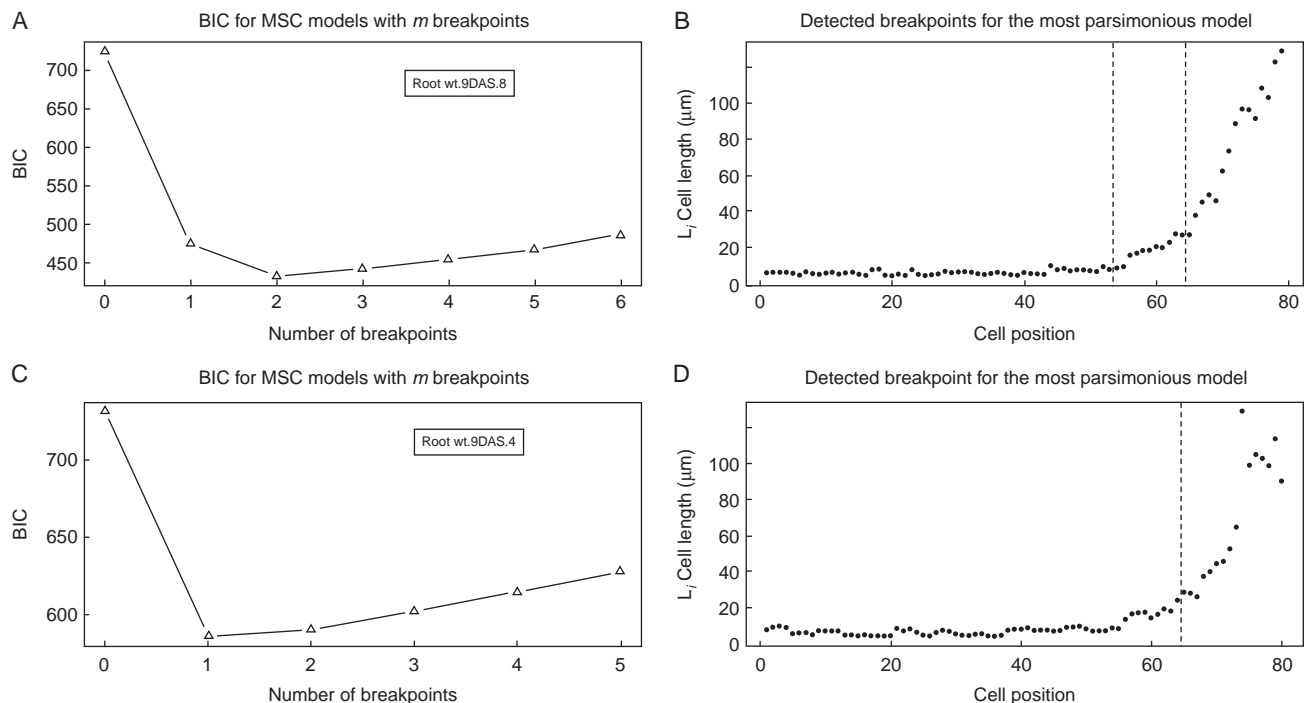 A
BIC for MSC models with m breakpoints
700
650
600
550
500
450
BIC
Root wt.9DAS.8
0 1 2 3 4 5 6
Number of breakpoints
B
Detected breakpoints for the most parsimonious model
100
80
60
40
20
0
Li Cell length (μm)
0 20 40 60 80
Cell position
C
BIC for MSC models with m breakpoints
700
650
600
BIC
Root wt.9DAS.4
0 1 2 3 4 5
Number of breakpoints
D
Detected breakpoint for the most parsimonious model
100
80
60
40
20
0
Li Cell length (μm)
0 20 40 60 80
Cell position